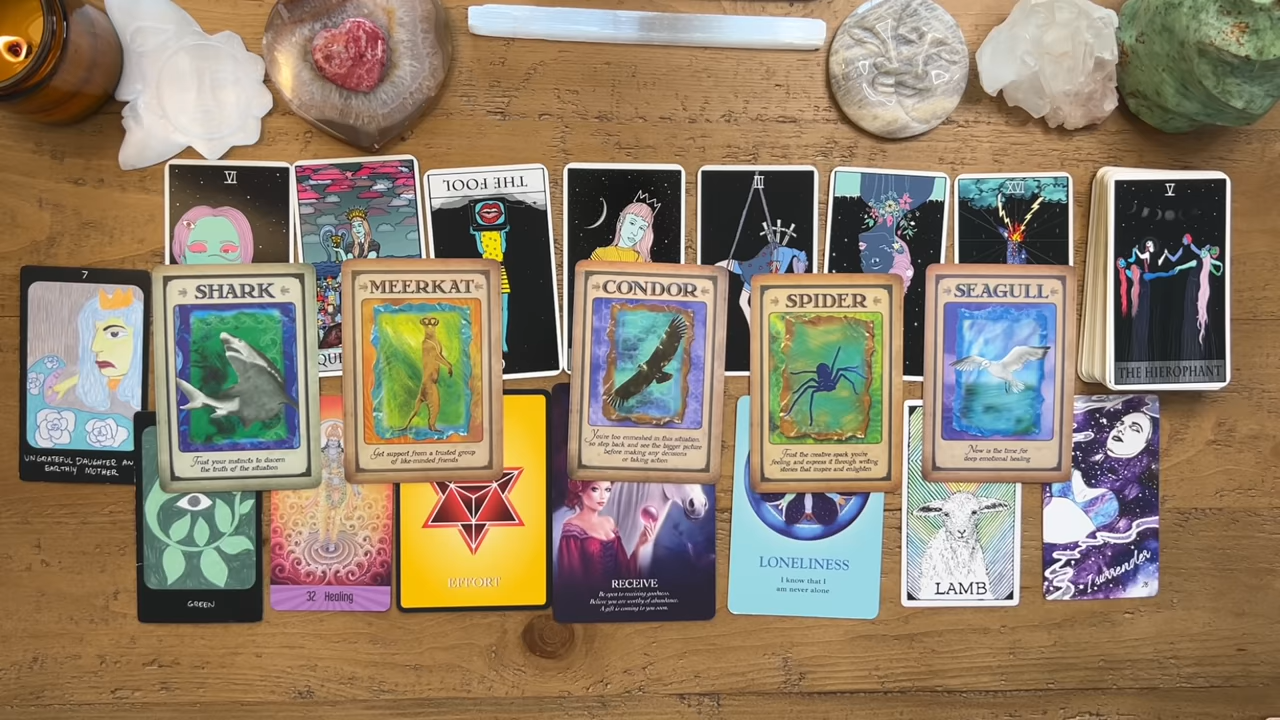 VI
THE FOOL
III
XVI
V
THE HIEROPHANT
7
UNGRATEFUL DAUGHTER AN
EARTHLY MOTHER
SHARK
Trust your instincts to discern
the truth of the situation
MEERKAT
Get support from a trusted group
of like-minded friends
CONDOR
You're too enmeshed in this situation,
so step back and see the bigger picture
before making any decisions
or taking action
SPIDER
Trust the creative spark you're
feeling, and express it through writing
stories that inspire and enlighten
SEAGULL
Now is the time for
deep emotional healing
QU
GREEN
32 Healing
EFFORT
RECEIVE
Be open to receiving goodness.
Believe you are worthy of abundance.
A gift is coming to you soon.
LONELINESS
I know that I
am never alone
LAMB
I surrender